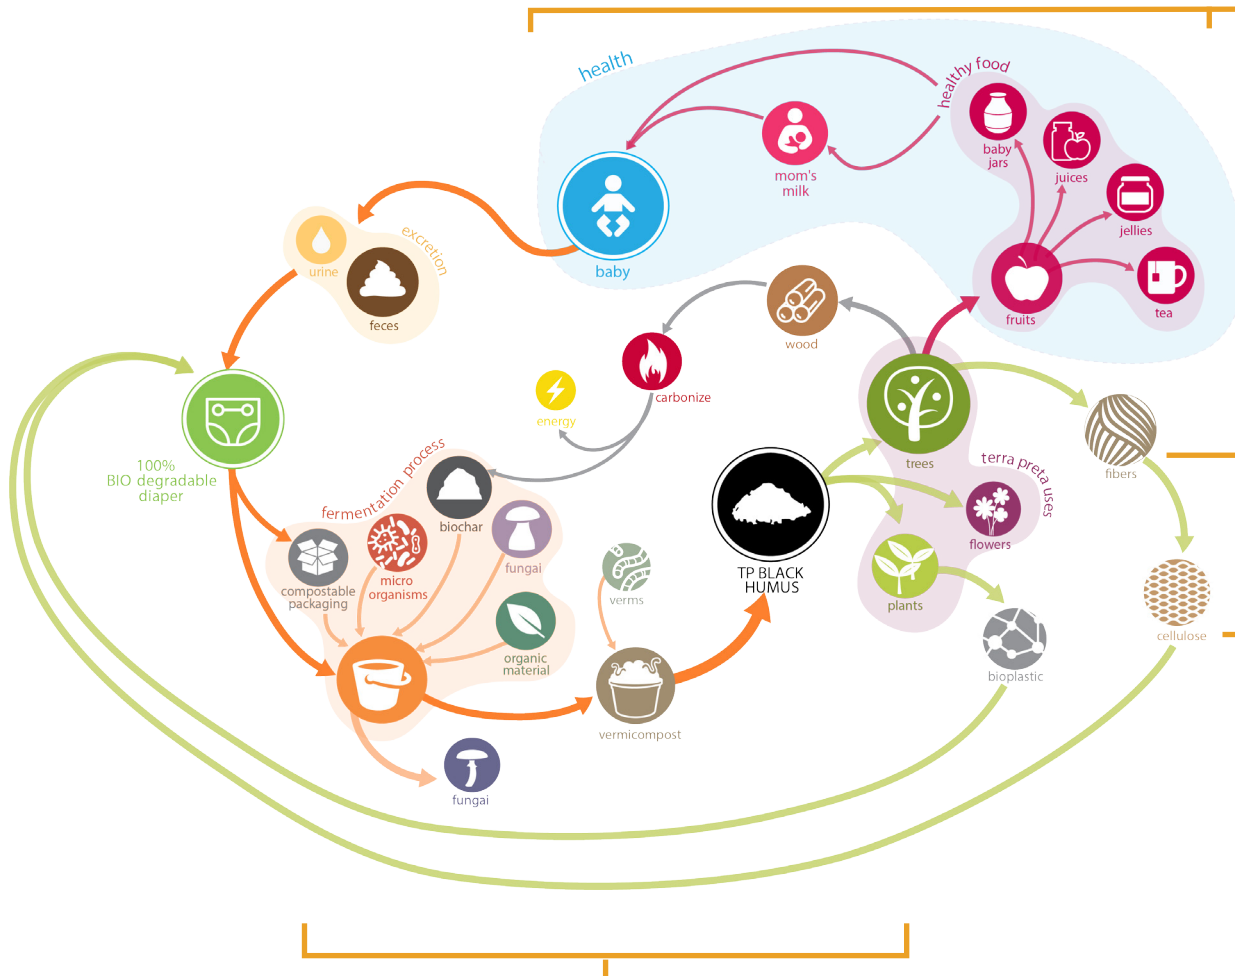 health
healthy food
baby
jars
juices
mom's
milk
jellies
excretion
urine
baby
tea
feces
fruits
wood
carbonize
energy
100%
BIO degradable
diaper
fermentation process
trees
terra preta uses
fibers
biochar
flowers
fungai
micro
organisms
TP BLACK
HUMUS
compostable
packaging
verms
plants
cellulose
organic
material
bioplastic
vermicompost
fungai